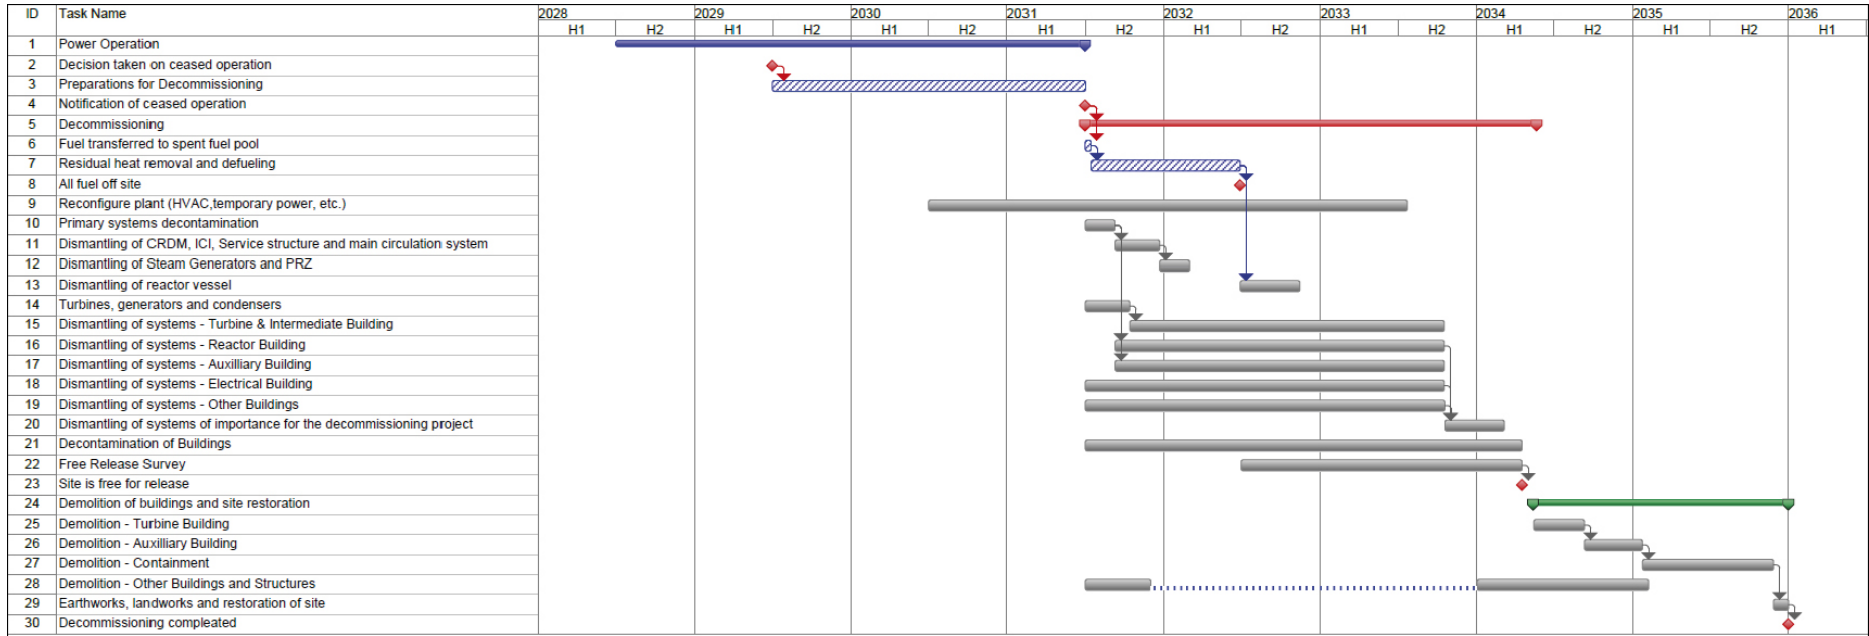 ID Task Name 2028 2029 2030 2031 2032 2033 2034 2035 2036
H1 H2 H1 H2 H1 H2 H1 H2 H1 H2 H1 H2 H1 H2 H1 H2 H1
1 Power Operation
2 Decision taken on ceased operation
3 Preparations for Decommissioning
4 Notification of ceased operation
5 Decommissioning
6 Fuel transferred to spent fuel pool
7 Residual heat removal and defueling
8 All fuel off site
9 Reconfigure plant (HVAC,temporary power, etc.)
10 Primary systems decontamination
11 Dismantling of CRDM, ICI, Service structure and main circulation system
12 Dismantling of Steam Generators and PRZ
13 Dismantling of reactor vessel
14 Turbines, generators and condensers
15 Dismantling of systems - Turbine & Intermediate Building
16 Dismantling of systems - Reactor Building
17 Dismantling of systems - Auxilliary Building
18 Dismantling of systems - Electrical Building
19 Dismantling of systems - Other Buildings
20 Dismantling of systems of importance for the decommissioning project
21 Decontamination of Buildings
22 Free Release Survey
23 Site is free for release
24 Demolition of buildings and site restoration
25 Demolition - Turbine Building
26 Demolition - Auxilliary Building
27 Demolition - Containment
28 Demolition - Other Buildings and Structures
29 Earthworks, landworks and restoration of site
30 Decommissioning compleated